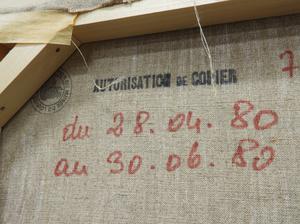 7
AUTORISATION DE COPIER
du 28.04.80
au 30.06.80